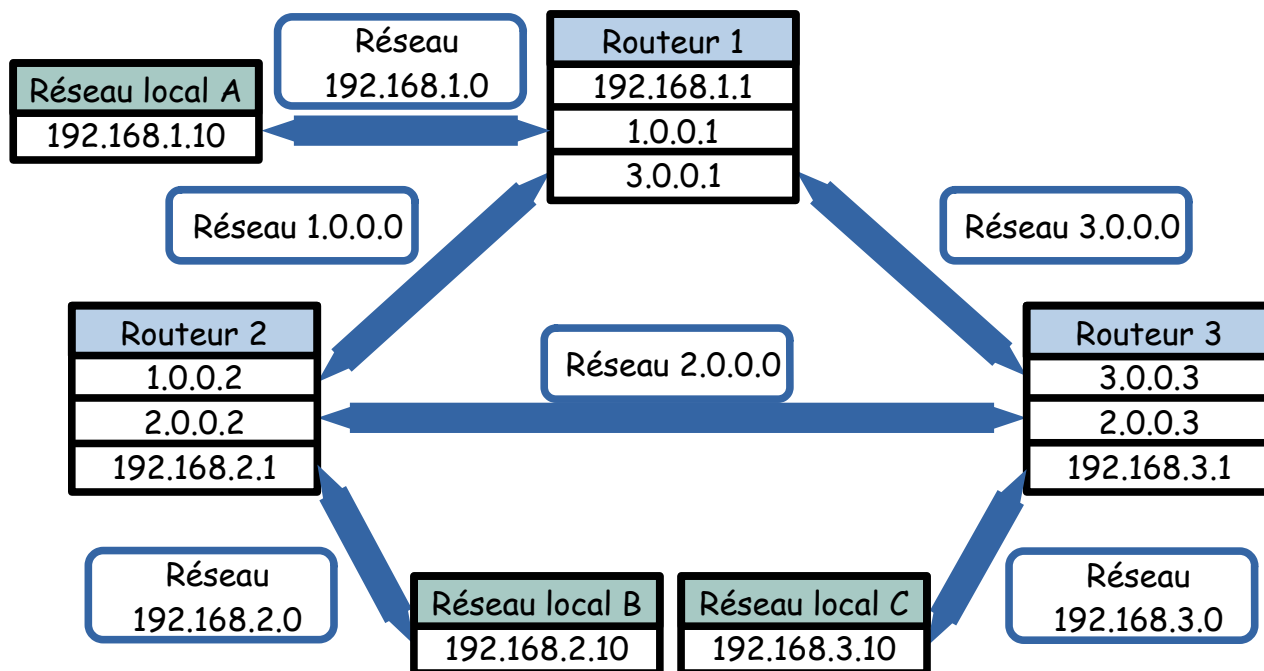 Réseau
192.168.1.0
Routeur 1
192.168.1.1
1.0.0.1
3.0.0.1
Réseau local A
192.168.1.10
Réseau 1.0.0.0
Réseau 3.0.0.0
Routeur 2
1.0.0.2
2.0.0.2
192.168.2.1
Réseau 2.0.0.0
Routeur 3
3.0.0.3
2.0.0.3
192.168.3.1
Réseau
192.168.2.0
Réseau local B
192.168.2.10
Réseau local C
192.168.3.10
Réseau
192.168.3.0